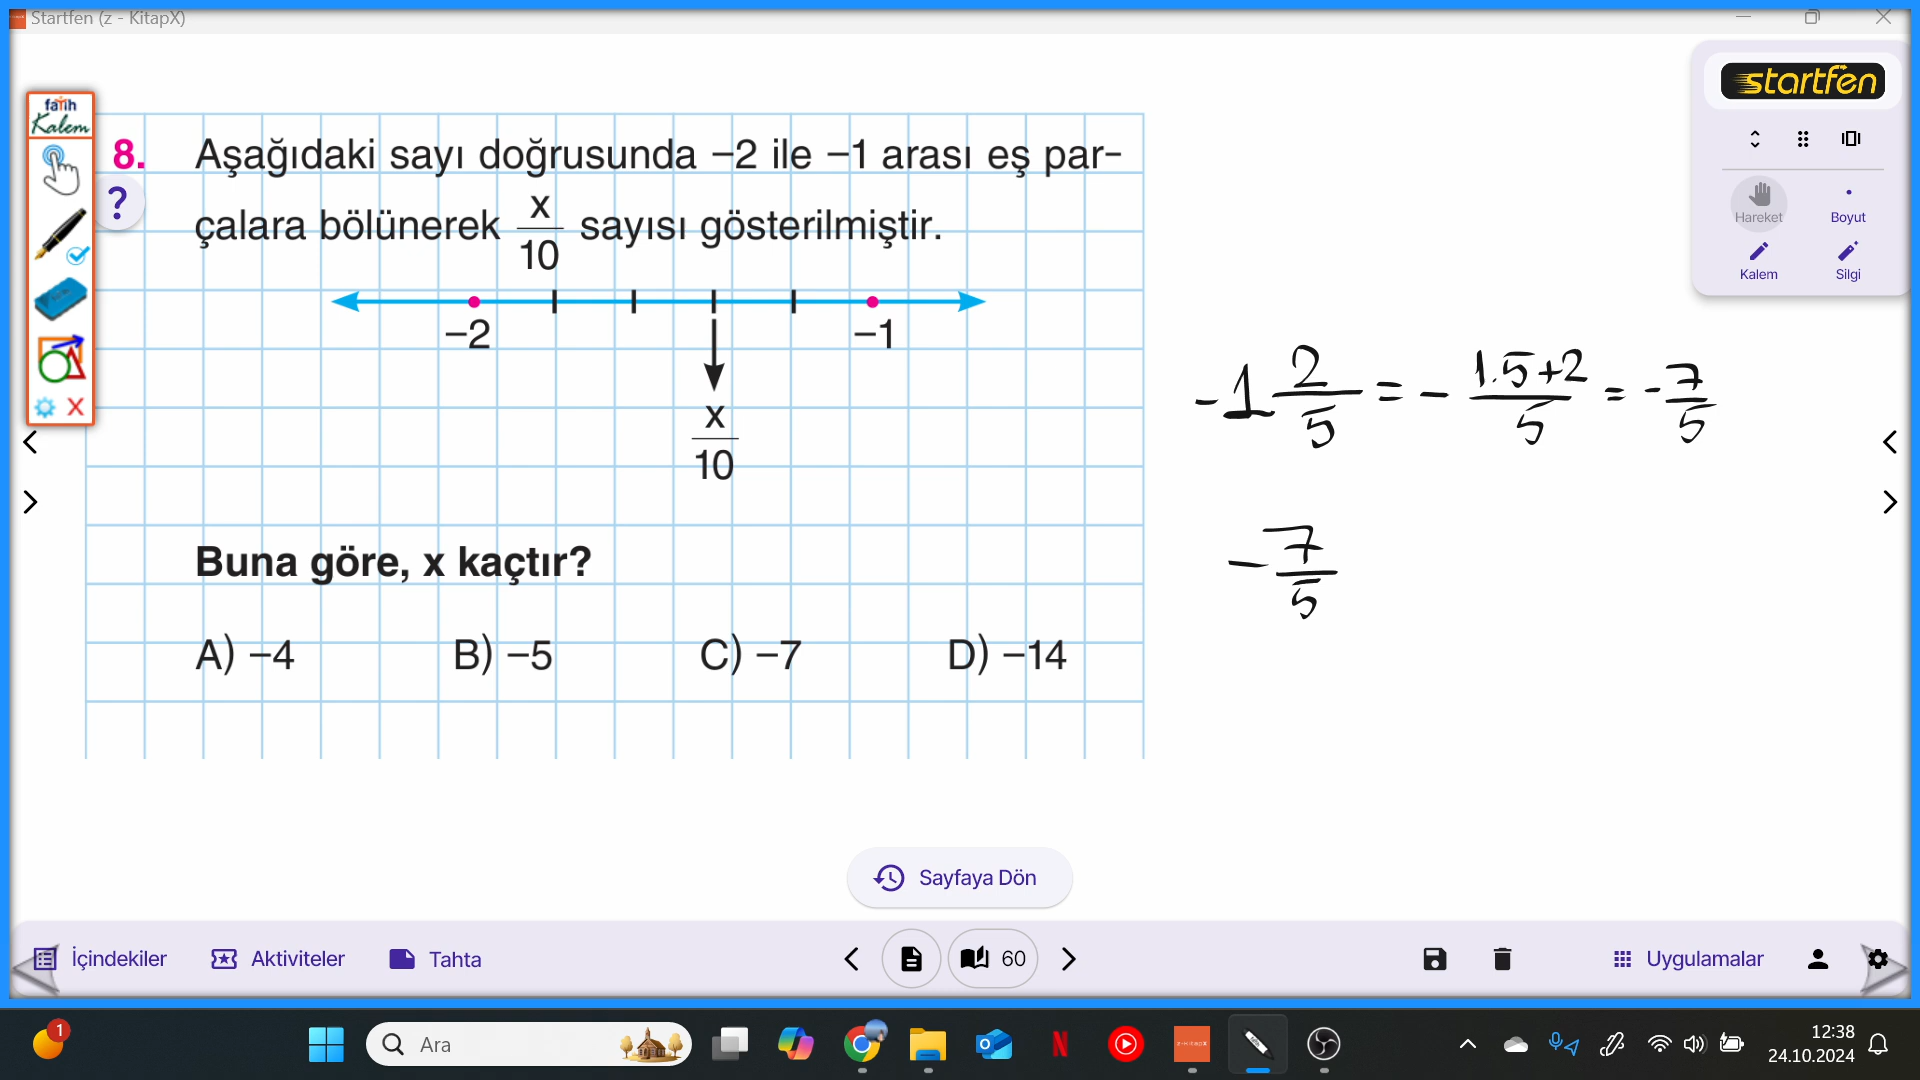 Startfen (z - KitapX)
fatih
Kalem
startfen
Hareket
Boyut
Kalem
Silgi
8. Aşağıdaki sayı doğrusunda –2 ile –1 arası eş par-
çalara bölünerek x/10 sayısı gösterilmiştir.
?
–2
–1
x/10
-1 2/5 = - 1.5+2/5 = - 7/5
- 7/5
Buna göre, x kaçtır?
A) –4 B) –5 C) –7 D) –14
Sayfaya Dön
İçindekiler Aktiviteler Tahta 60 Uygulamalar
1
Ara
12:38
24.10.2024